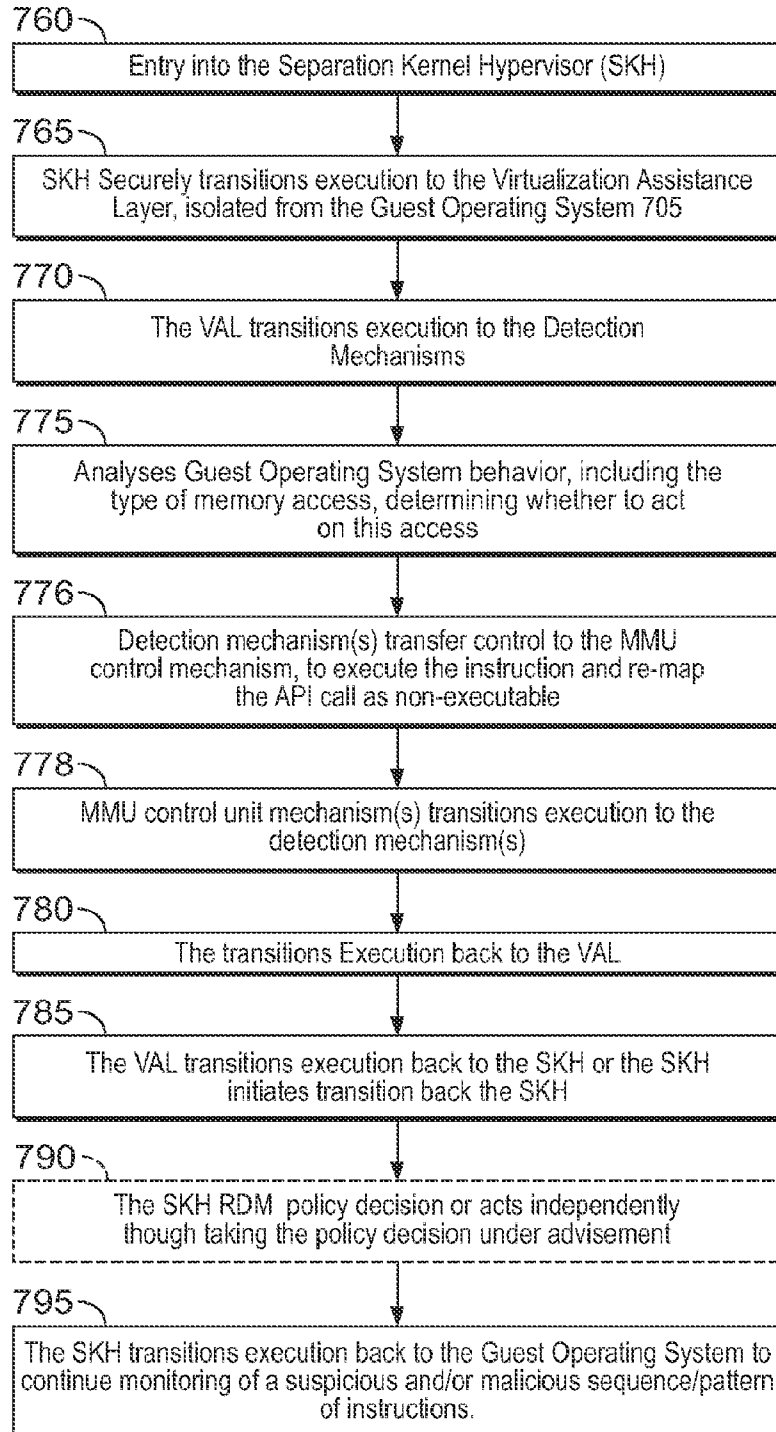 760
Entry into the Separation Kernel Hypervisor (SKH)
765
SKH Securely transitions execution to the Virtualization Assistance
Layer, isolated from the Guest Operating System 705
770
The VAL transitions execution to the Detection
Mechanisms
775
Analyses Guest Operating System behavior, including the
type of memory access, determining whether to act
on this access
776
Detection mechanism(s) transfer control to the MMU
control mechanism, to execute the instruction and re-map
the API call as non-executable
778
MMU control unit mechanism(s) transitions execution to the
detection mechanism(s)
780
The transitions Execution back to the VAL
785
The VAL transitions execution back to the SKH or the SKH
initiates transition back the SKH
790
The SKH RDM policy decision or acts independently
though taking the policy decision under advisement
795
The SKH transitions execution back to the Guest Operating System to
continue monitoring of a suspicious and/or malicious sequence/pattern
of instructions.